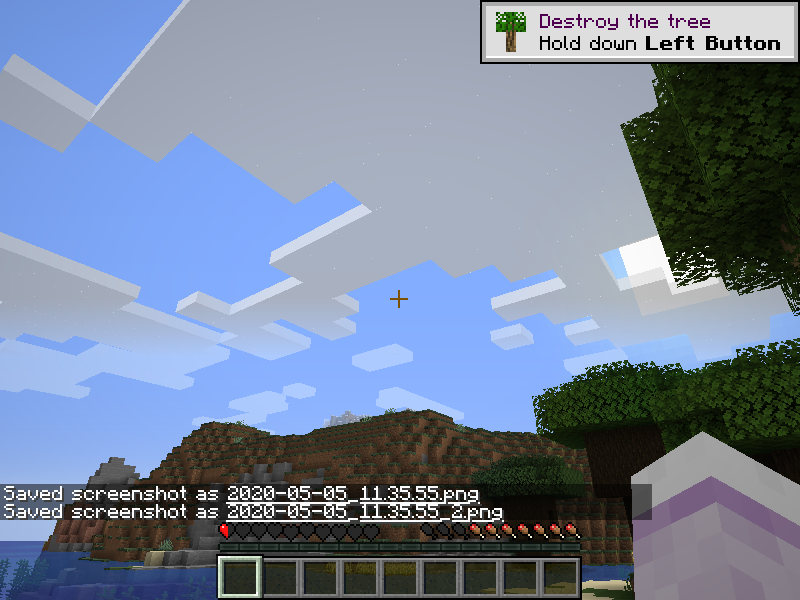 Destroy the tree
Hold down Left Button
Saved screenshot as 2020-05-05_11.35.55.png
Saved screenshot as 2020-05-05_11.35.55_2.png